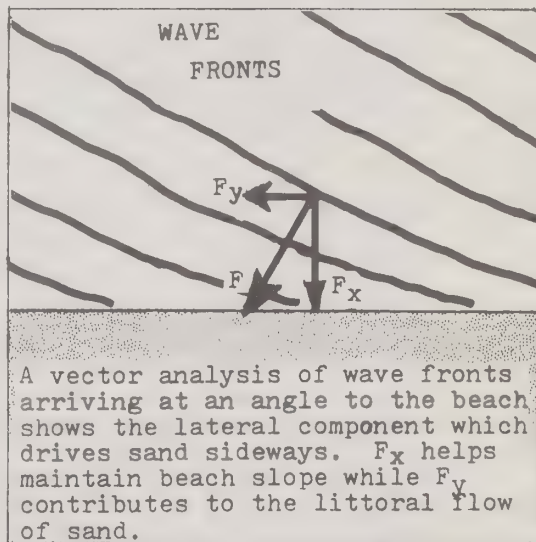 WAVE
FRONTS
Fy
F
Fx
A vector analysis of wave fronts
arriving at an angle to the beach
shows the lateral component which
drives sand sideways. Fx helps
maintain beach slope while Fy
contributes to the littoral flow
of sand.